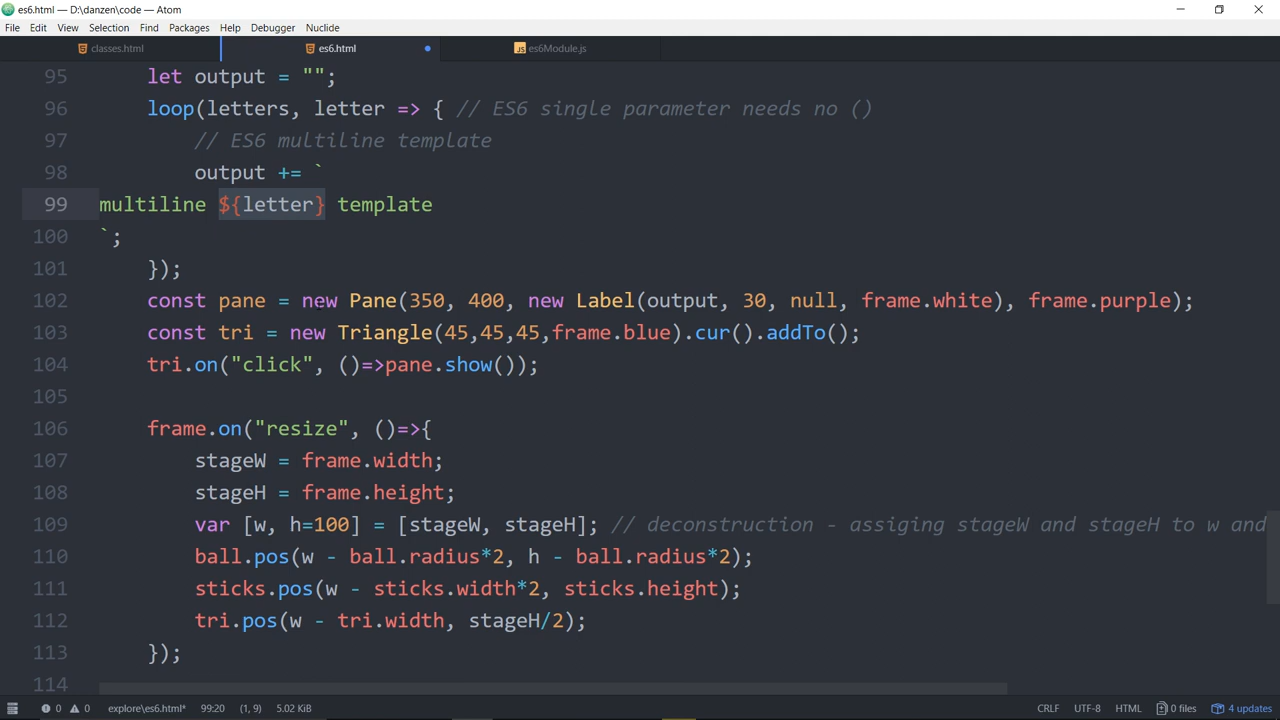 es6.html — D:\danzen\code — Atom
File Edit View Selection Find Packages Help Debugger Nuclide
classes.html es6.html es6Module.js
95 let output = "";
96 loop(letters, letter => { // ES6 single parameter needs no ()
97 // ES6 multiline template
98 output += `
99 multiline ${letter} template
100 `;
101 });
102 const pane = new Pane(350, 400, new Label(output, 30, null, frame.white), frame.purple);
103 const tri = new Triangle(45,45,45,frame.blue).cur().addTo();
104 tri.on("click", ()=>pane.show());
105
106 frame.on("resize", ()=>{
107 stageW = frame.width;
108 stageH = frame.height;
109 var [w, h=100] = [stageW, stageH]; // deconstruction - assiging stageW and stageH to w and
110 ball.pos(w - ball.radius*2, h - ball.radius*2);
111 sticks.pos(w - sticks.width*2, sticks.height);
112 tri.pos(w - tri.width, stageH/2);
113 });
114
0 0 explore\es6.html* 99:20 (1, 9) 5.02 KiB CRLF UTF-8 HTML 0 files 4 updates